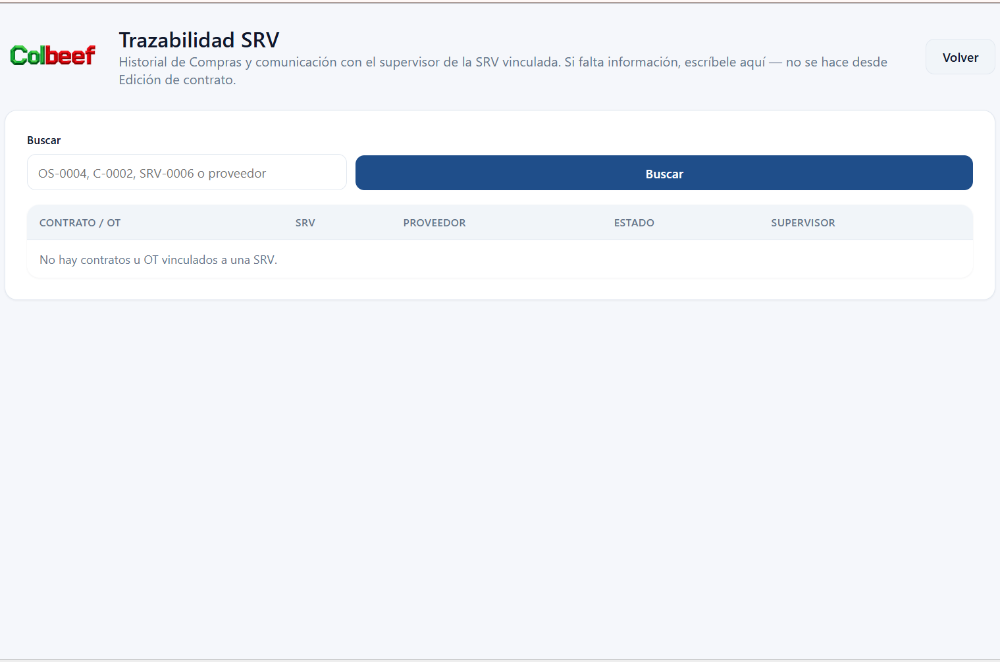 Colbeef
Trazabilidad SRV
Historial de Compras y comunicación con el supervisor de la SRV vinculada. Si falta información, escríbele aquí — no se hace desde
Edición de contrato.
Volver
Buscar
OS-0004, C-0002, SRV-0006 o proveedor
Buscar
CONTRATO / OT SRV PROVEEDOR ESTADO SUPERVISOR
No hay contratos u OT vinculados a una SRV.